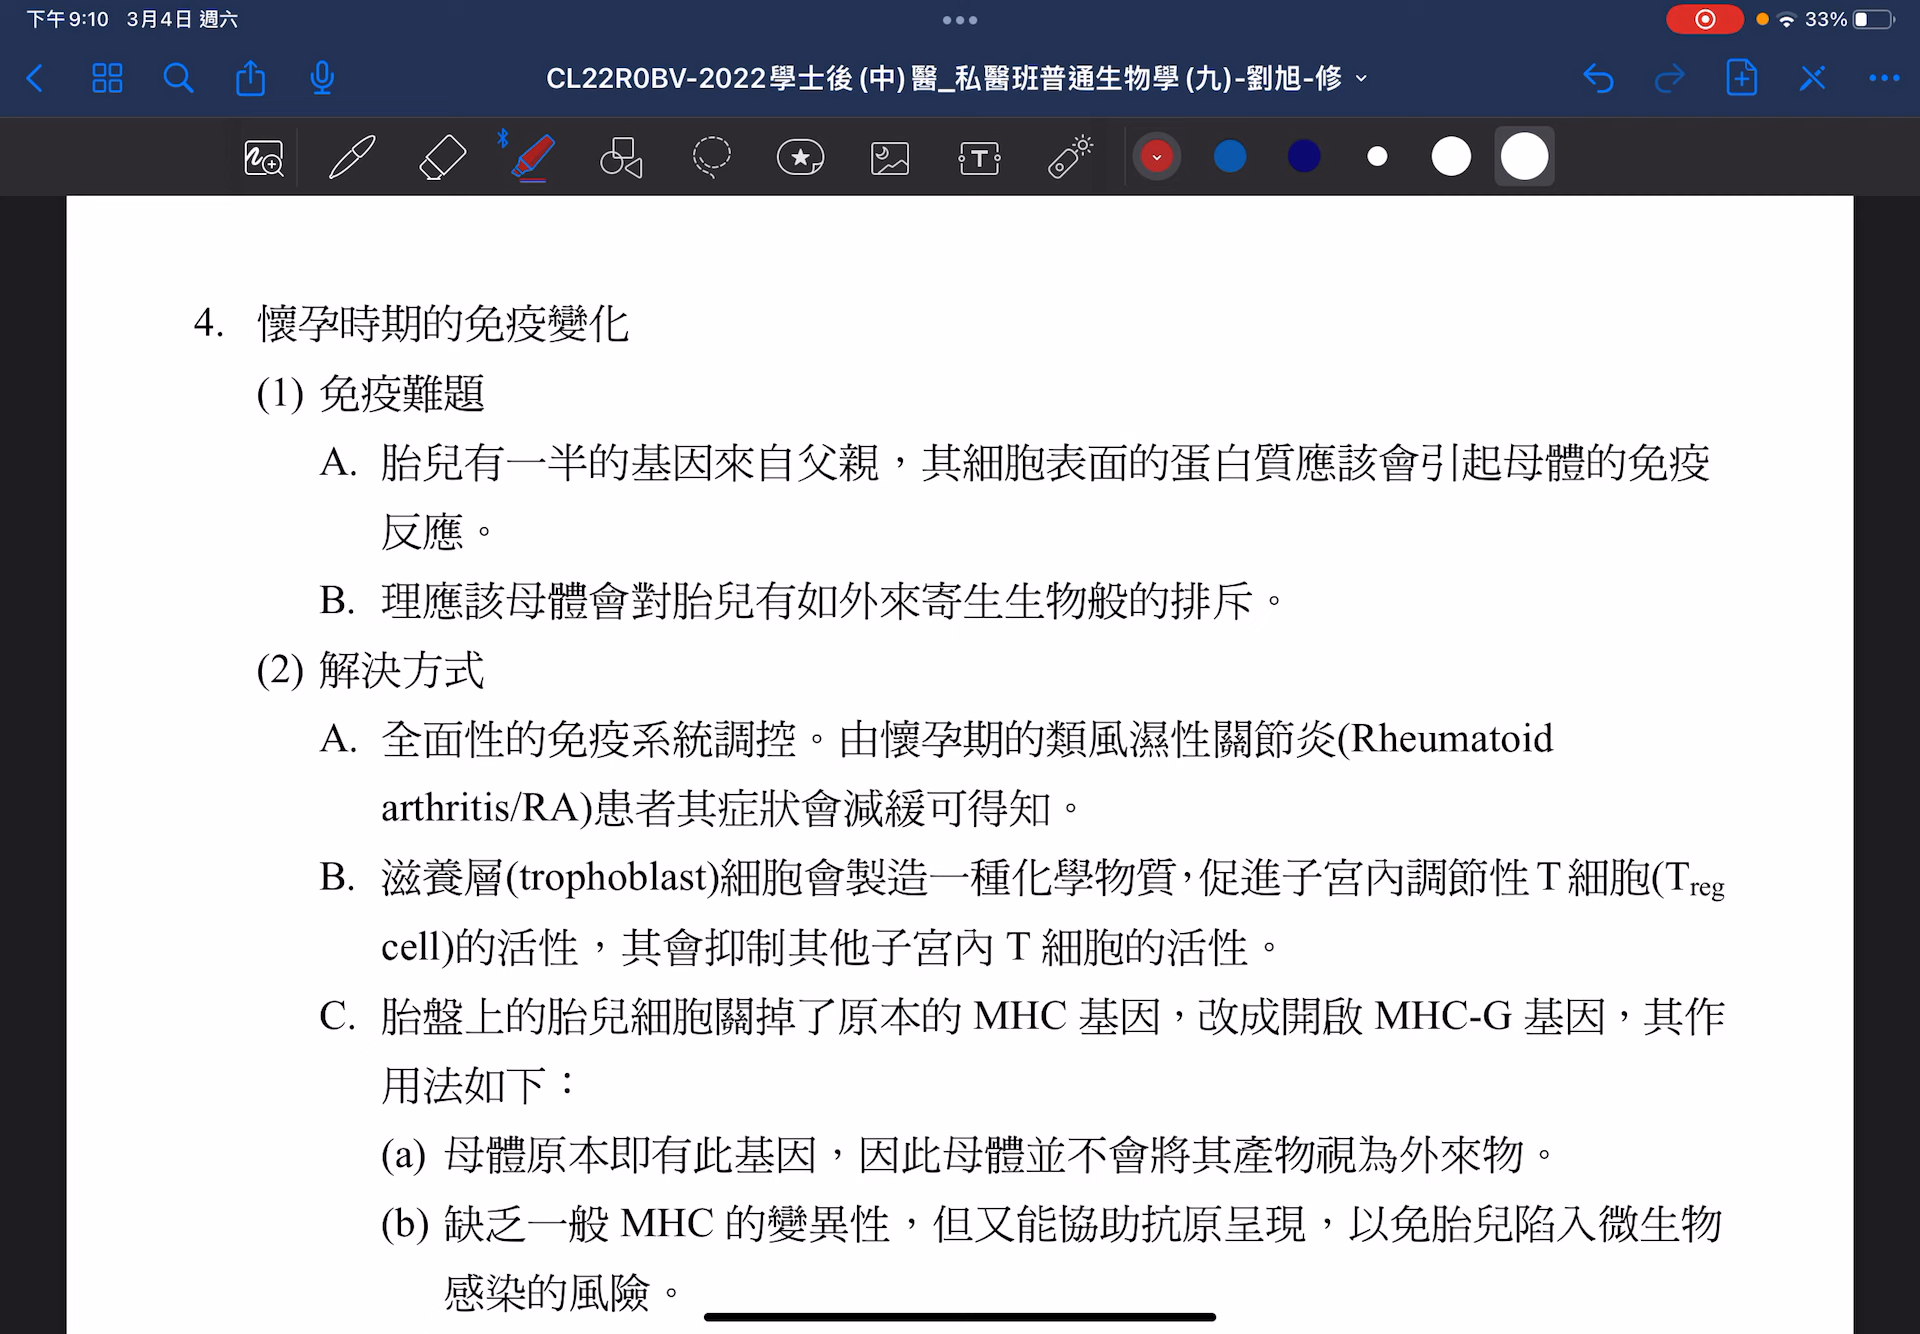 下午9:10 3月4日 週六
33%
CL22R0BV-2022學士後(中)醫_私醫班普通生物學(九)-劉旭-修
4. 懷孕時期的免疫變化
(1) 免疫難題
A. 胎兒有一半的基因來自父親，其細胞表面的蛋白質應該會引起母體的免疫
反應。
B. 理應該母體會對胎兒有如外來寄生生物般的排斥。
(2) 解決方式
A. 全面性的免疫系統調控。由懷孕期的類風濕性關節炎(Rheumatoid
arthritis/RA)患者其症狀會減緩可得知。
B. 滋養層(trophoblast)細胞會製造一種化學物質，促進子宮內調節性T細胞(Treg
cell)的活性，其會抑制其他子宮內 T 細胞的活性。
C. 胎盤上的胎兒細胞關掉了原本的 MHC 基因，改成開啟 MHC-G 基因，其作
用法如下：
(a) 母體原本即有此基因，因此母體並不會將其產物視為外來物。
(b) 缺乏一般 MHC 的變異性，但又能協助抗原呈現，以免胎兒陷入微生物
感染的風險。